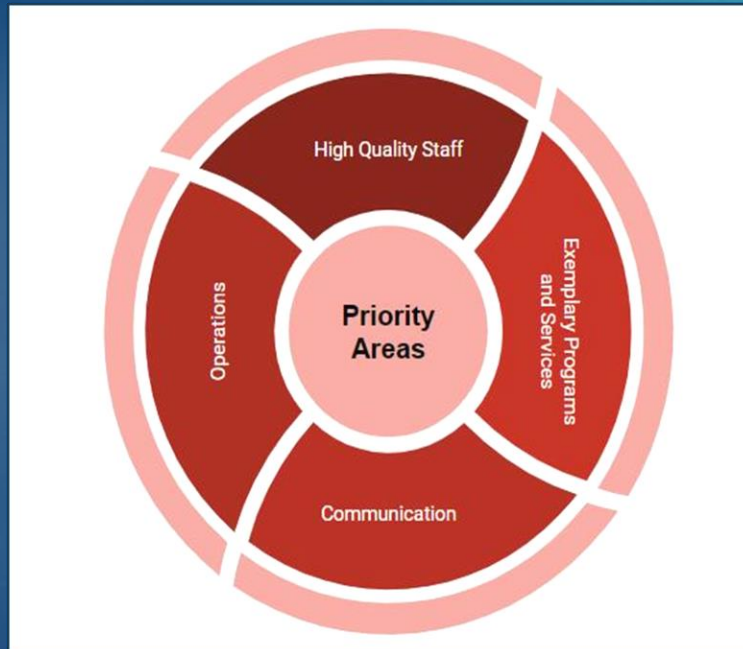 High Quality Staff
Exemplary Programs
and Services
Priority
Areas
Operations
Communication